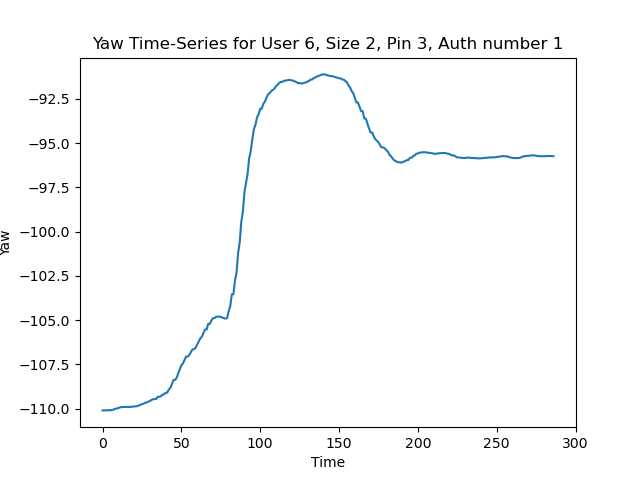 Yaw Time-Series for User 6, Size 2, Pin 3, Auth number 1
−92.5
−95.0
−97.5
−100.0
−102.5
−105.0
−107.5
−110.0
Yaw
0 50 100 150 200 250 300
Time